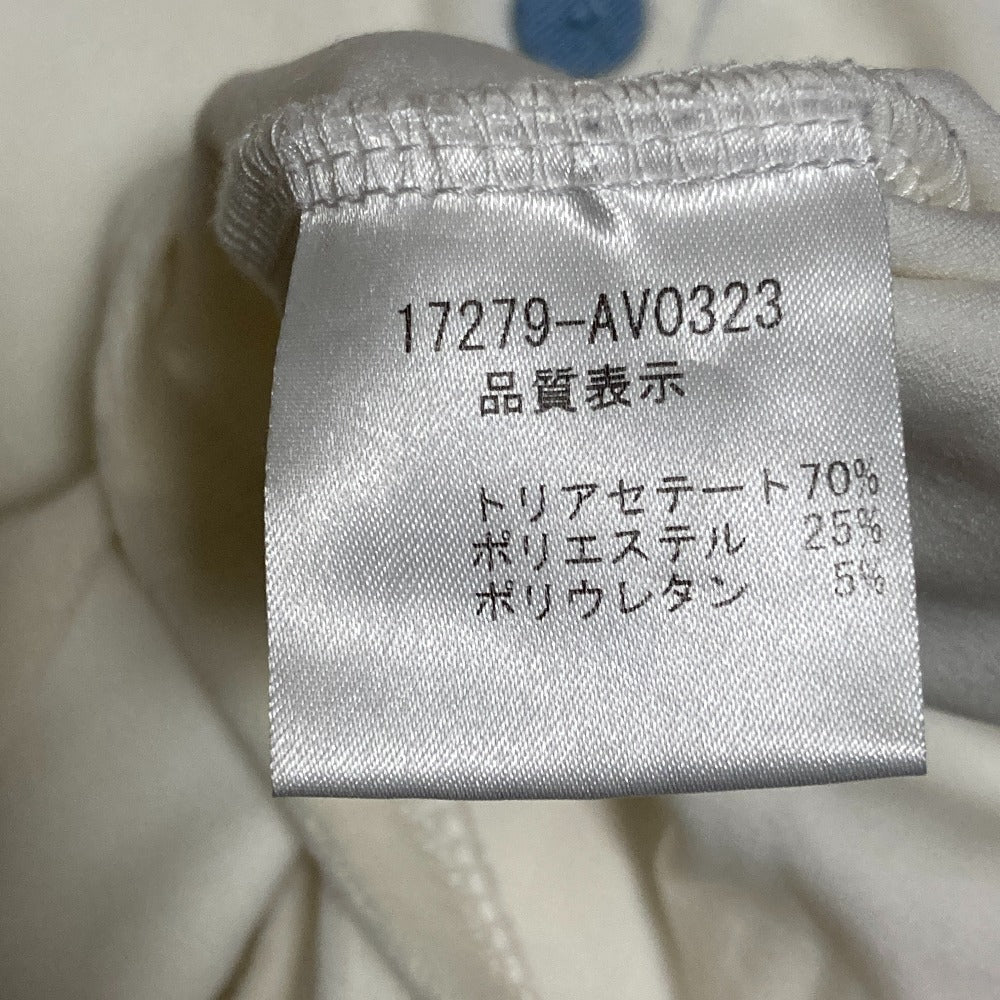 17279-AV0323
品質表示
トリアセテート70%
ポリエステル 25%
ポリウレタン 5%